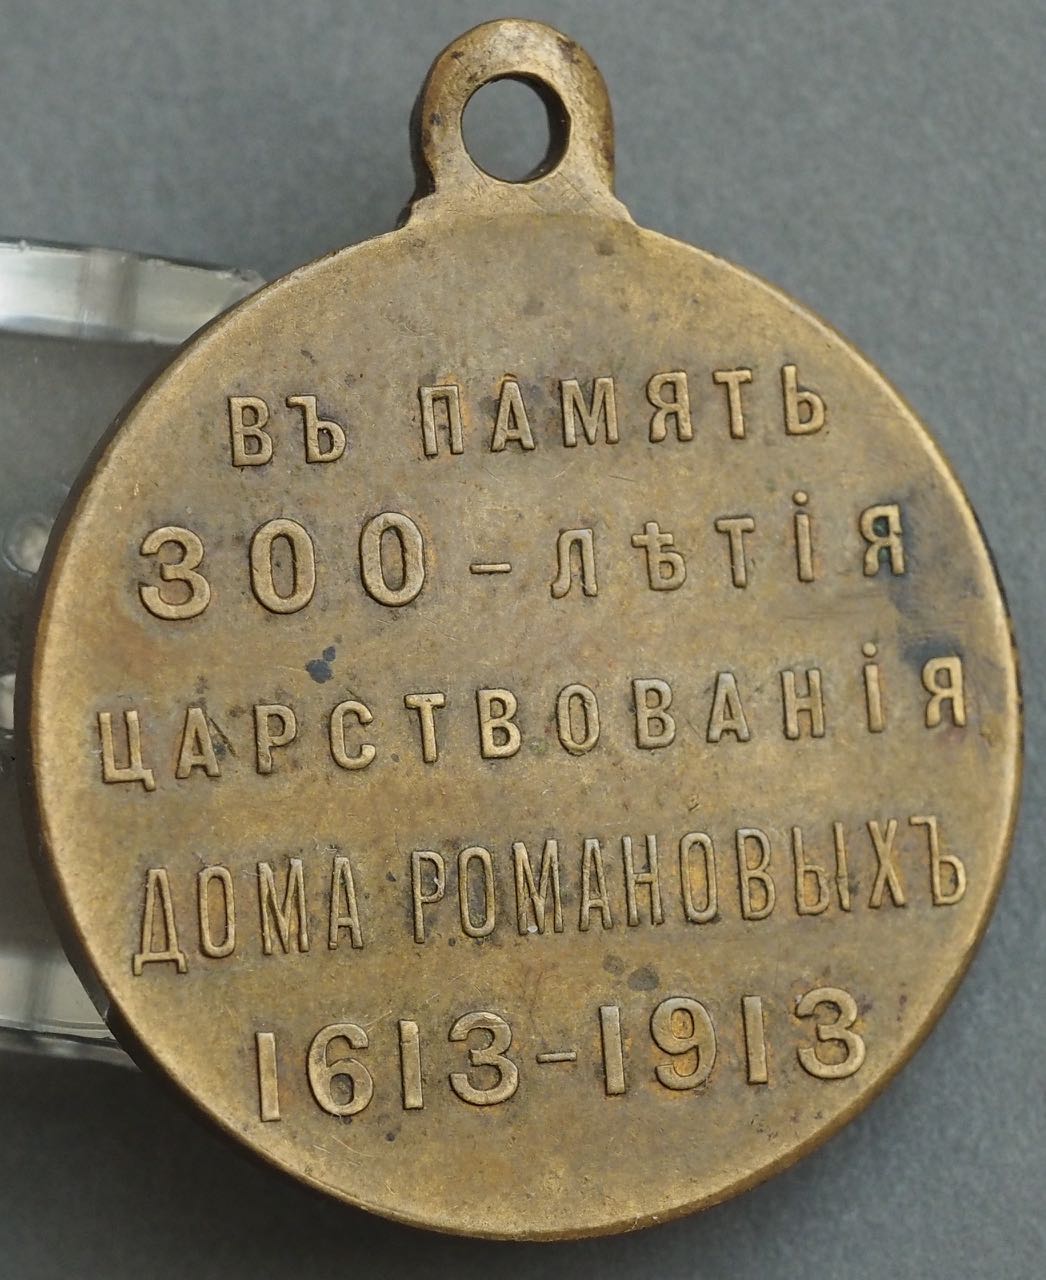 ВЪ ПАМЯТЬ
300-ЛѢТІЯ
ЦАРСТВОВАНІЯ
ДОМА РОМАНОВЫХЪ
1613-1913